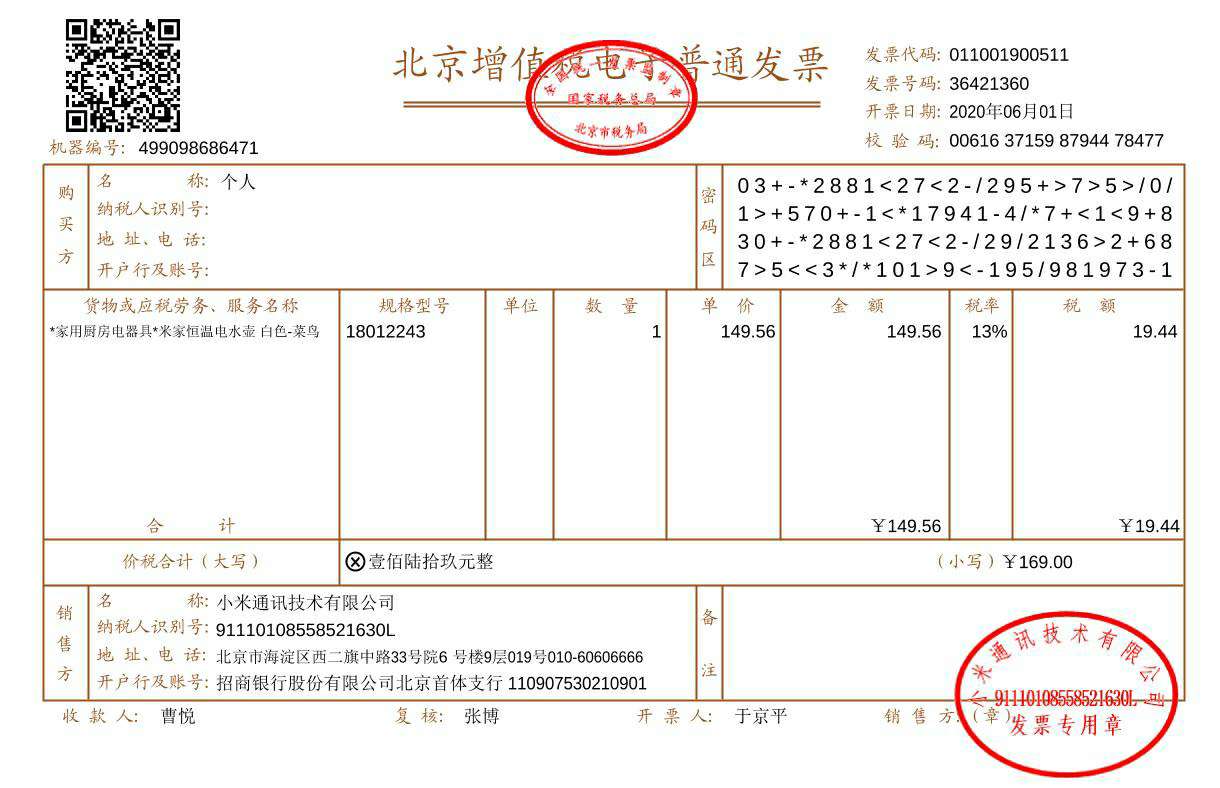 北京增值税电子普通发票
全国统一发票监制章
国家税务总局
北京市税务局
发票代码: 011001900511
发票号码: 36421360
开票日期: 2020年06月01日
校 验 码: 00616 37159 87944 78477
机器编号: 499098686471
购买方
名 称: 个人
纳税人识别号:
地 址、电 话:
开户行及账号:
密码区
03+-*2881<27<2-/295+>7>5>/0/
1>+570+-1<*17941-4/*7+<1<9+8
30+-*2881<27<2-/29/2136>2+68
7>5<<3*/*101>9<-195/981973-1
货物或应税劳务、服务名称 规格型号 单位 数 量 单 价 金 额 税率 税 额
*家用厨房电器具*米家恒温电水壶 白色-菜鸟 18012243 1 149.56 149.56 13% 19.44
合 计 ￥149.56 ￥19.44
价税合计（大写） ⊗壹佰陆拾玖元整 （小写）￥169.00
销售方
名 称: 小米通讯技术有限公司
纳税人识别号: 91110108558521630L
地 址、电 话: 北京市海淀区西二旗中路33号院6 号楼9层019号010-60606666
开户行及账号: 招商银行股份有限公司北京首体支行 110907530210901
备注
收 款 人: 曹悦 复 核: 张博 开 票 人: 于京平 销 售 方:（章）
小米通讯技术有限公司
91110108558521630L
发票专用章